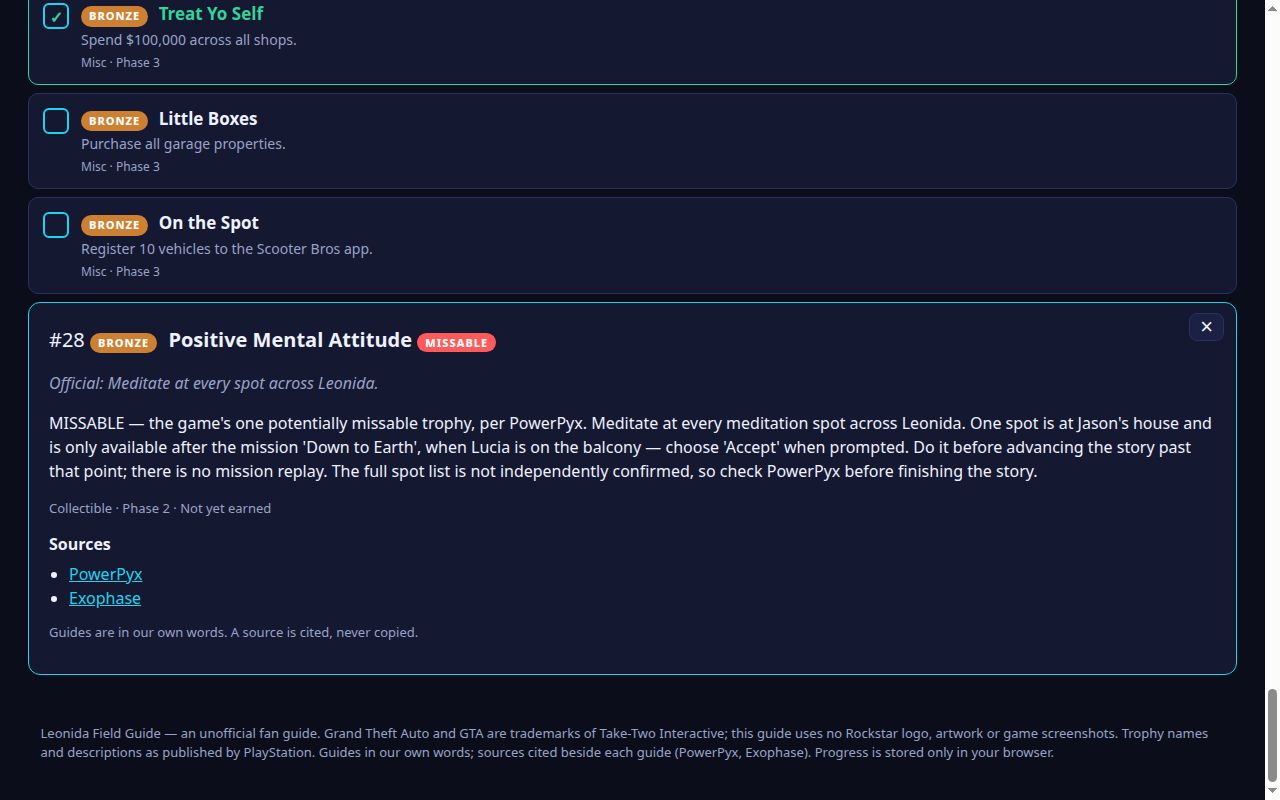 ✓ BRONZE Treat Yo Self
Spend $100,000 across all shops.
Misc · Phase 3
BRONZE Little Boxes
Purchase all garage properties.
Misc · Phase 3
BRONZE On the Spot
Register 10 vehicles to the Scooter Bros app.
Misc · Phase 3
#28 BRONZE Positive Mental Attitude MISSABLE ✕
Official: Meditate at every spot across Leonida.
MISSABLE — the game's one potentially missable trophy, per PowerPyx. Meditate at every meditation spot across Leonida. One spot is at Jason's house and
is only available after the mission 'Down to Earth', when Lucia is on the balcony — choose 'Accept' when prompted. Do it before advancing the story past
that point; there is no mission replay. The full spot list is not independently confirmed, so check PowerPyx before finishing the story.
Collectible · Phase 2 · Not yet earned
Sources
• PowerPyx
• Exophase
Guides are in our own words. A source is cited, never copied.
Leonida Field Guide — an unofficial fan guide. Grand Theft Auto and GTA are trademarks of Take-Two Interactive; this guide uses no Rockstar logo, artwork or game screenshots. Trophy names
and descriptions as published by PlayStation. Guides in our own words; sources cited beside each guide (PowerPyx, Exophase). Progress is stored only in your browser.